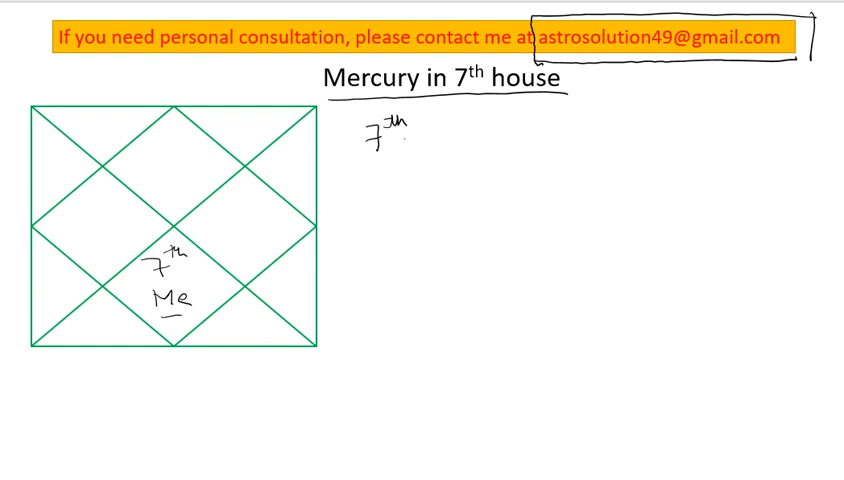 If you need personal consultation, please contact me at astrosolution49@gmail.com
Mercury in 7th house
7th
7th
Me